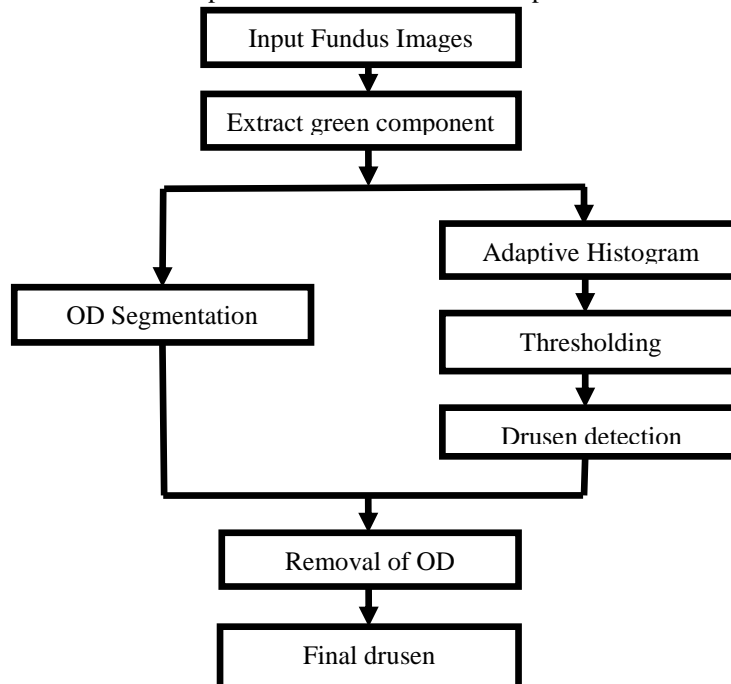 Input Fundus Images
Extract green component
Adaptive Histogram
OD Segmentation
Thresholding
Drusen detection
Removal of OD
Final drusen